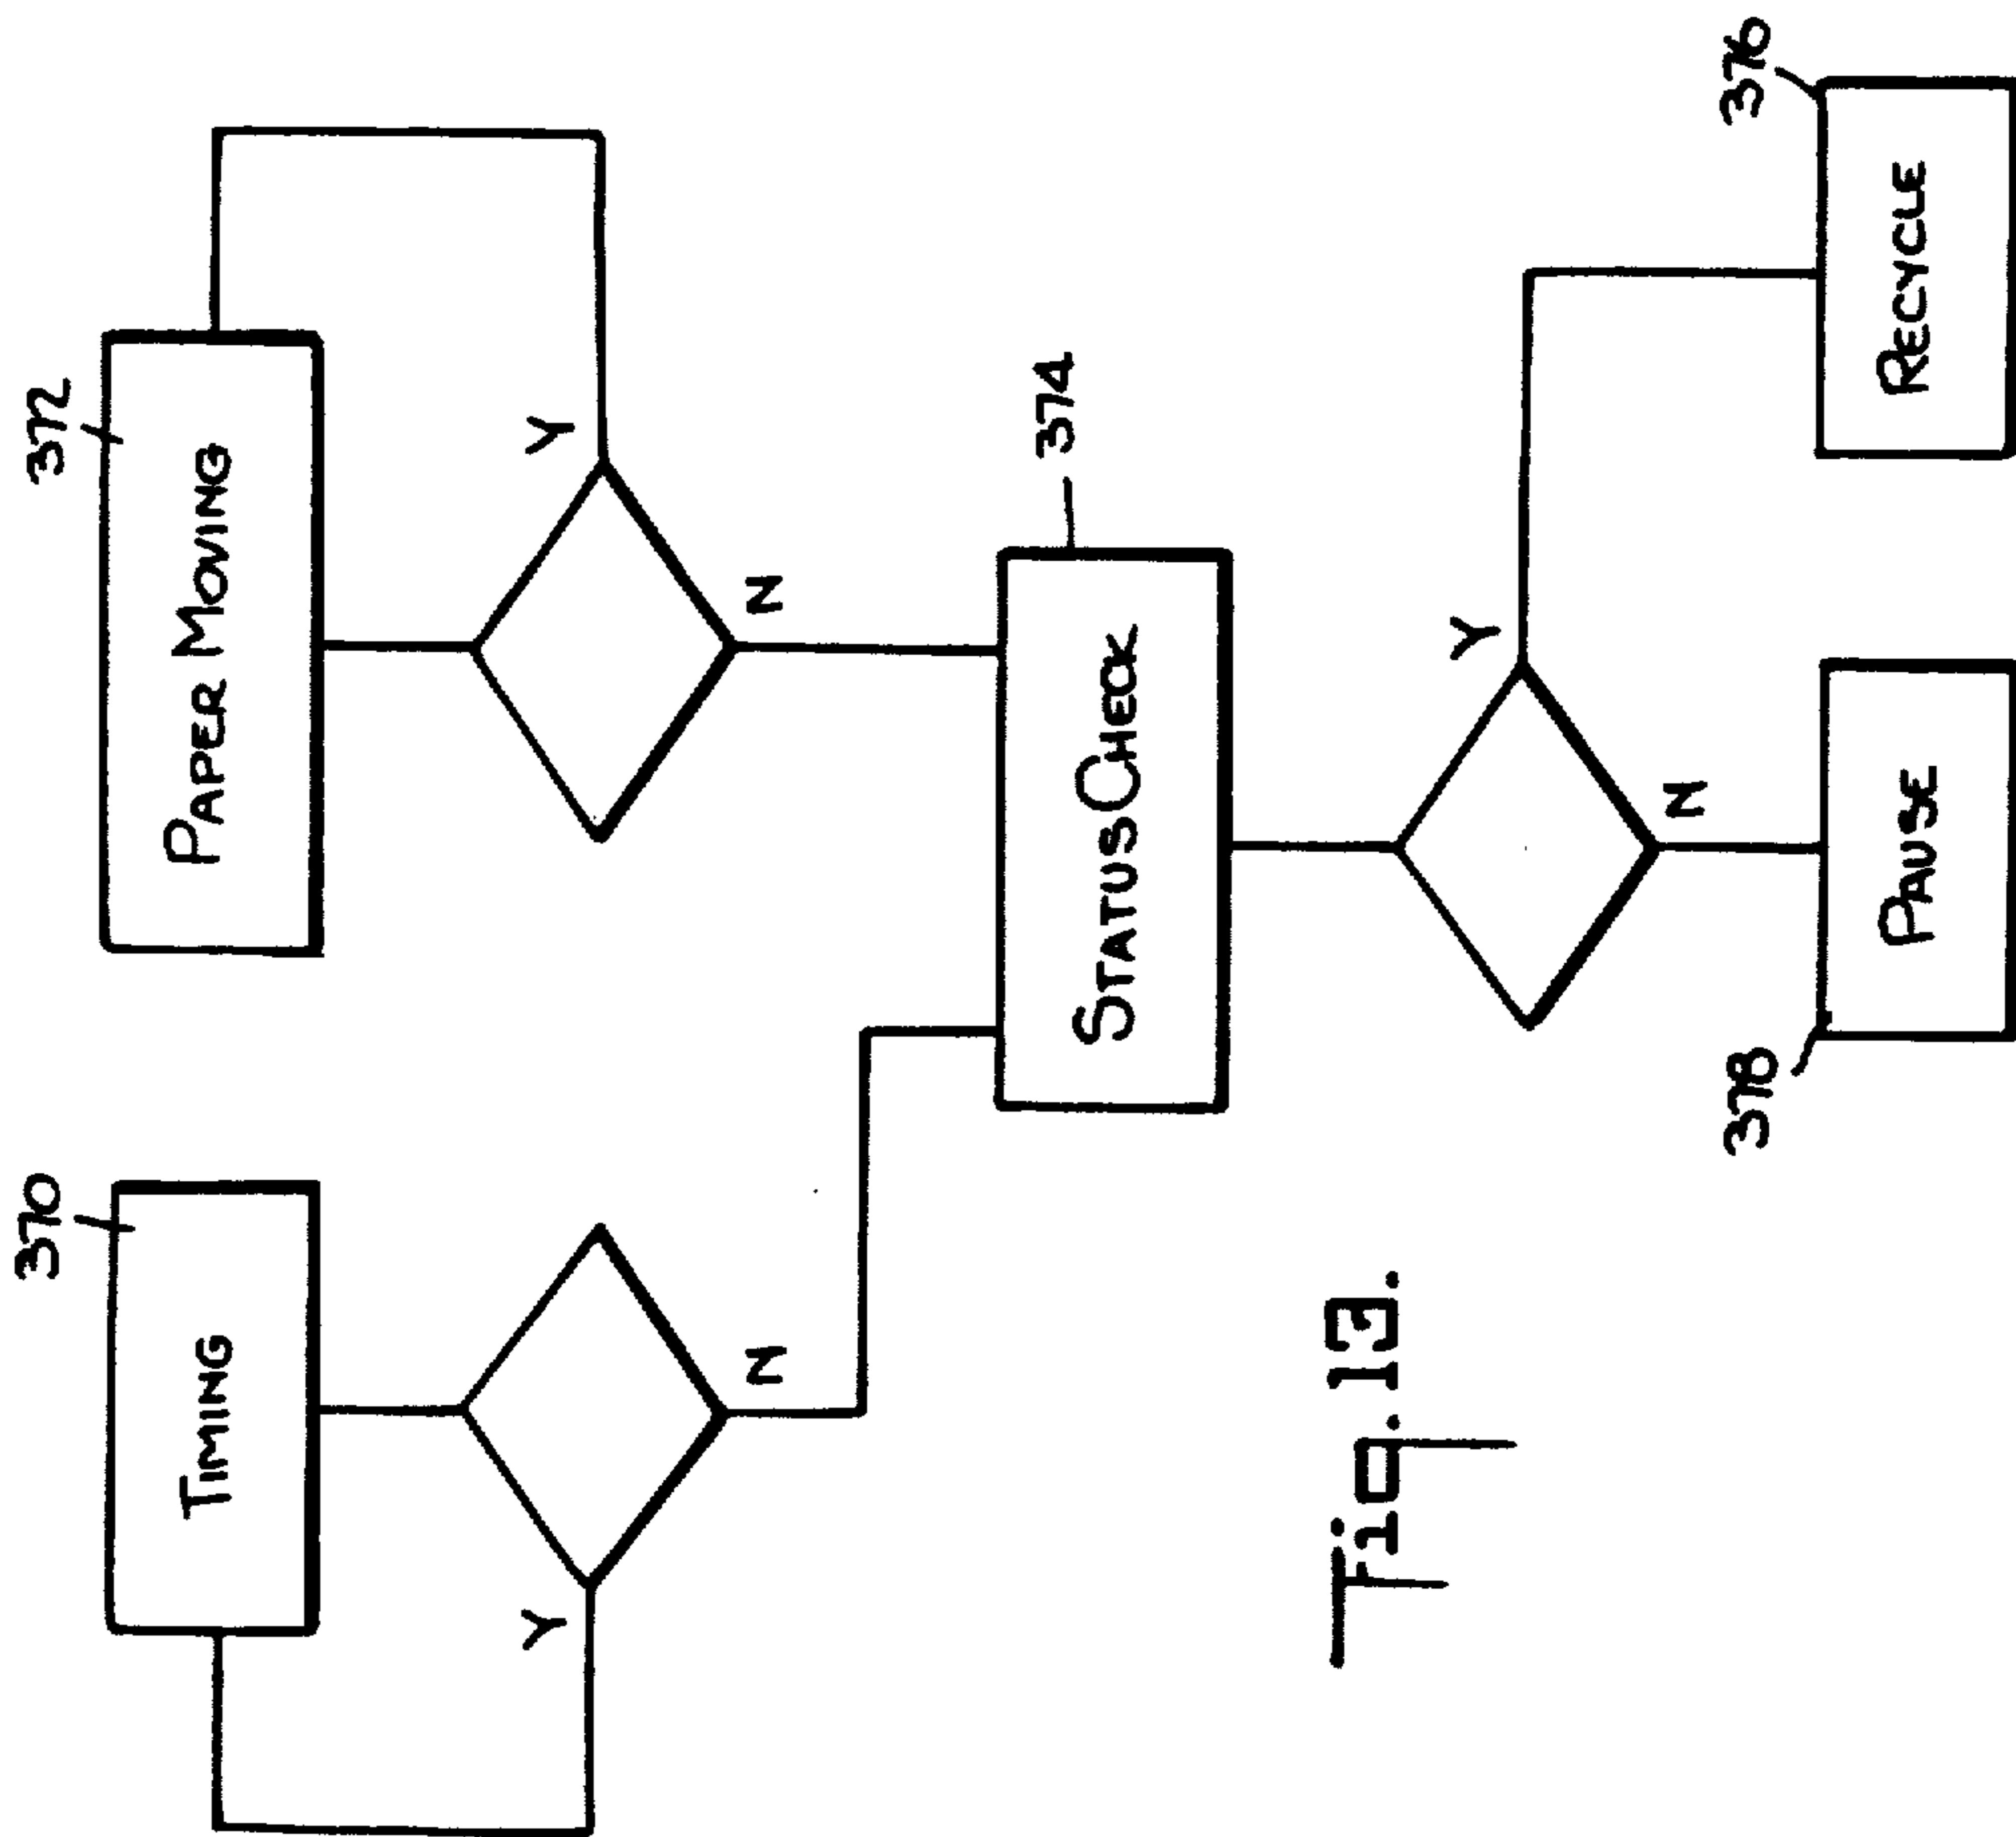 370
TIMING
372
PAPER MOVING
Y
N
Y
N
374
STATUS CHECK
Y
N
378
PAUSE
376
RECYCLE
Fig. 13.